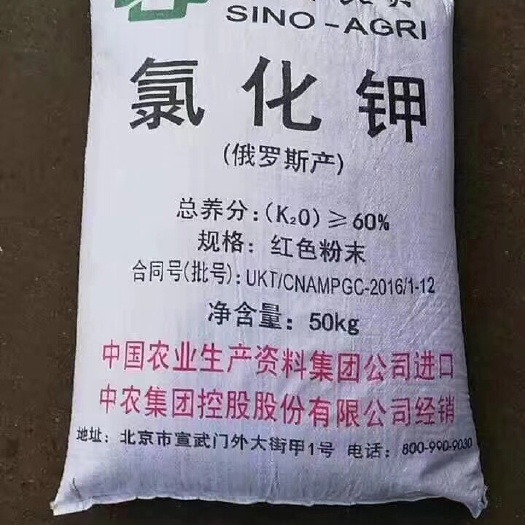 SINO-AGRI
氯化钾
(俄罗斯产)
总养分:(K₂O)≥60%
规格: 红色粉末
合同号(批号): UKT/CNAMPGC-2016/1-12
净含量: 50kg
中国农业生产资料集团公司进口
中农集团控股股份有限公司经销
地址: 北京市宣武门外大街甲1号 电话: 800-990-9030